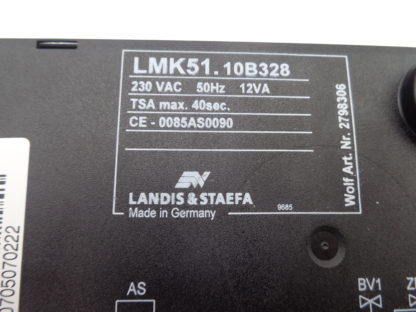 LMK51.10B328
230 VAC 50Hz 12VA
TSA max. 40sec.
CE - 0085AS0090
LANDIS & STAEFA
Made in Germany
9685
Wolf Art. Nr. 2798306
0705070222
AS
BV1